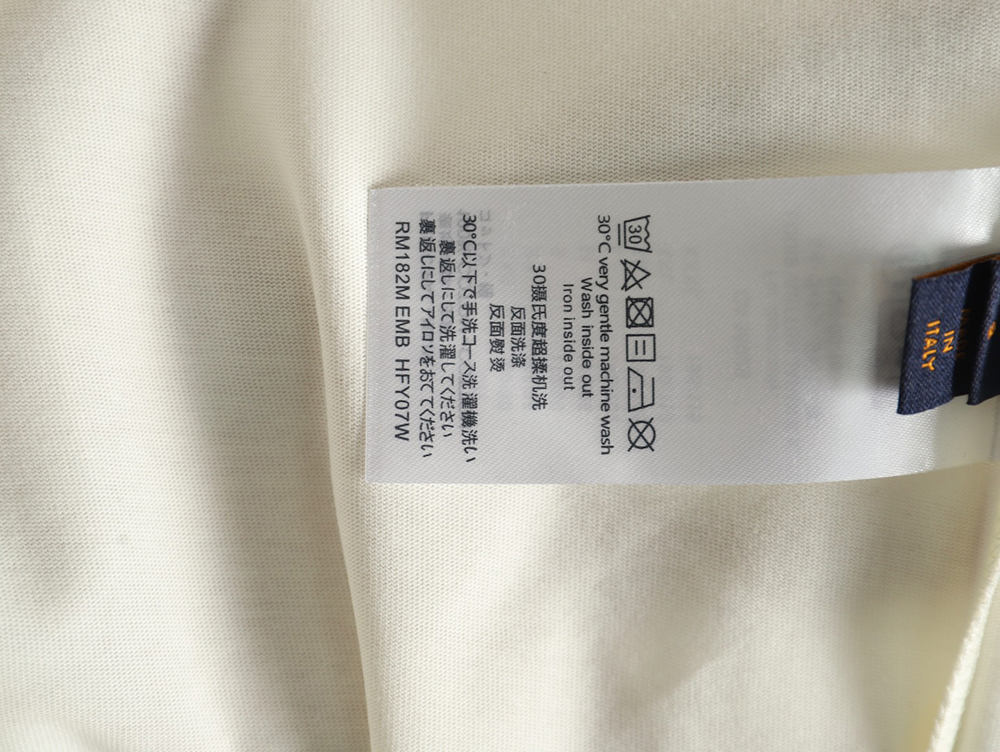 IN
ITALY
30
30°C very gentle machine wash
Wash inside out
Iron inside out
30摄氏度超揉机洗
反面洗涤
反面熨烫
30°C以下で手洗コース洗濯機洗い
裏返しにして洗濯してください
裏返しにしてアイロソをおててください
RM182M EMB HFY07W